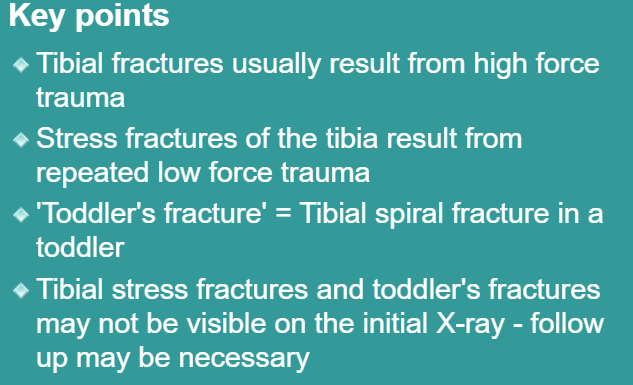 Key points
Tibial fractures usually result from high force
trauma
Stress fractures of the tibia result from
repeated low force trauma
'Toddler's fracture' = Tibial spiral fracture in a
toddler
Tibial stress fractures and toddler's fractures
may not be visible on the initial X-ray - follow
up may be necessary